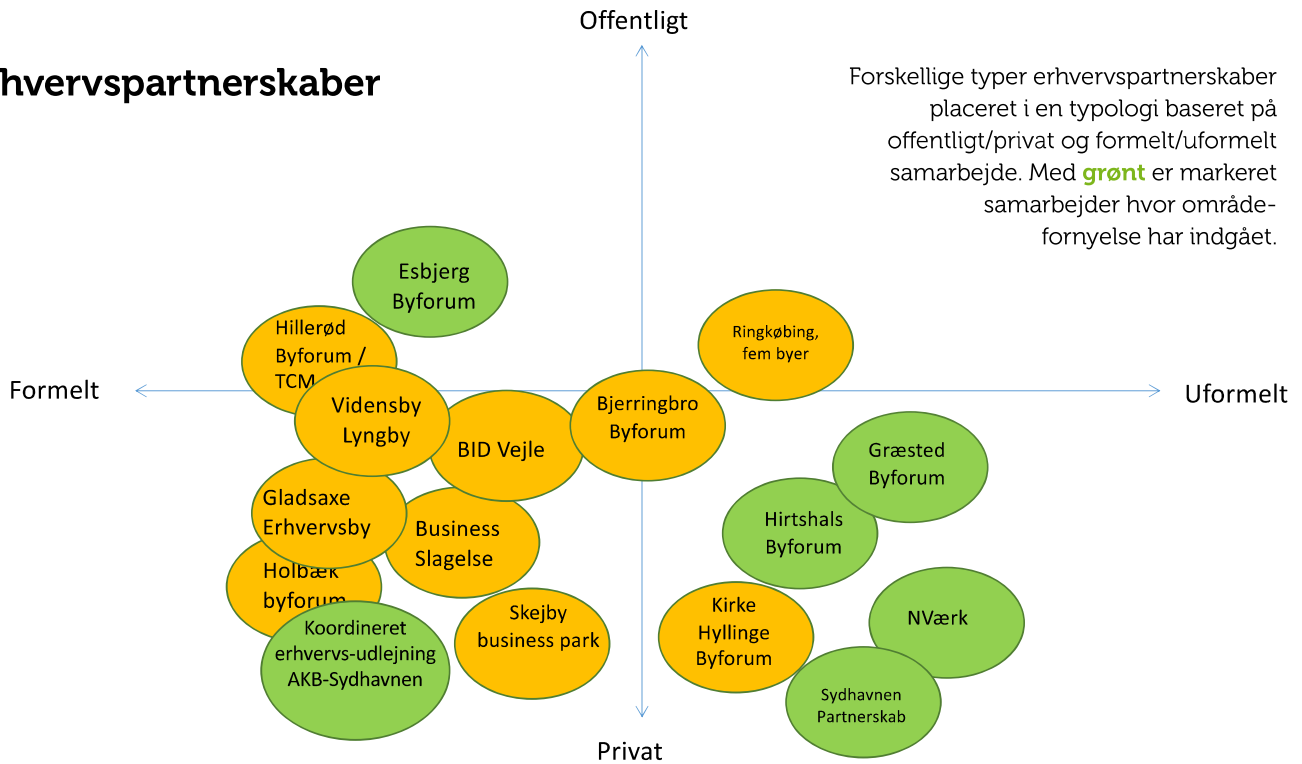 Offentligt
hvervspartnerskaber
Forskellige typer erhvervspartnerskaber
placeret i en typologi baseret på
offentligt/privat og formelt/uformelt
samarbejde. Med grønt er markeret
samarbejder hvor område-
fornyelse har indgået.
Esbjerg
Byforum
Hillerød
Byforum /
TCM
Ringkøbing,
fem byer
Formelt
Uformelt
Vidensby
Lyngby
BID Vejle
Bjerringbro
Byforum
Græsted
Byforum
Gladsaxe
Erhvervsby
Business
Slagelse
Hirtshals
Byforum
Holbæk
byforum
Skejby
business park
Kirke
Hyllinge
Byforum
NVærk
Koordineret
erhvervs-udlejning
AKB-Sydhavnen
Sydhavnen
Partnerskab
Privat